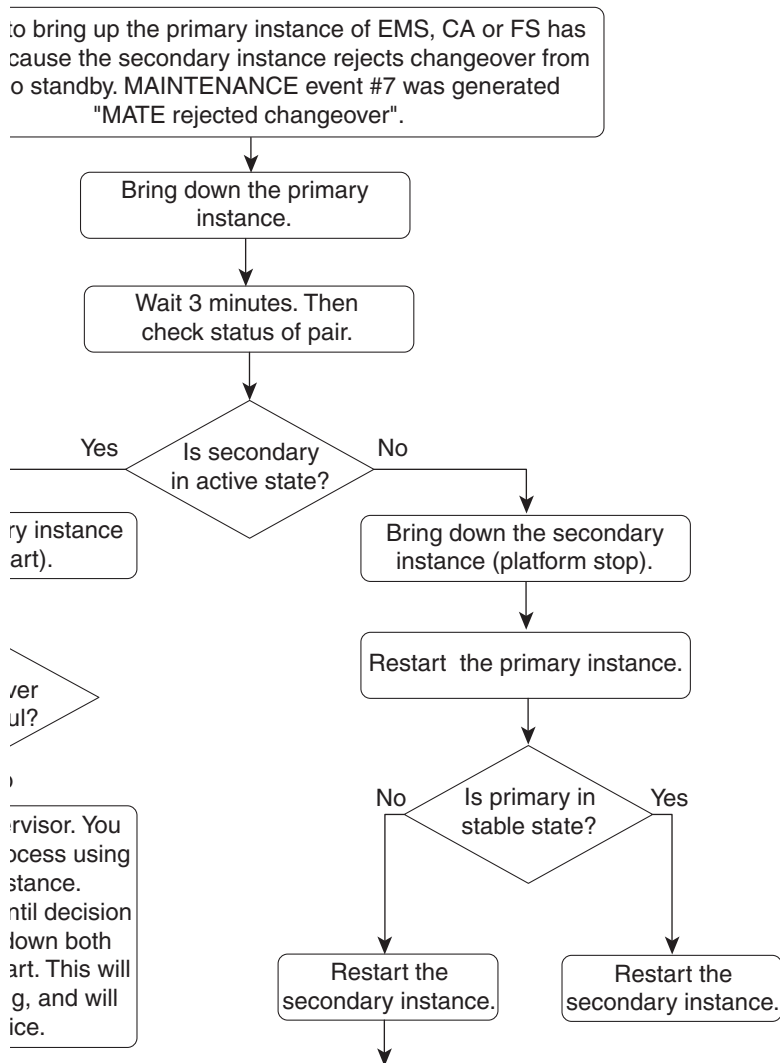 to bring up the primary instance of EMS, CA or FS has
cause the secondary instance rejects changeover from
o standby. MAINTENANCE event #7 was generated
"MATE rejected changeover".
Bring down the primary
instance.
Wait 3 minutes. Then
check status of pair.
Yes
Is secondary
in active state?
No
ry instance
art).
Bring down the secondary
instance (platform stop).
Restart the primary instance.
ver
ul?
No
Is primary in
stable state?
Yes
ervisor. You
ocess using
stance.
ntil decision
down both
art. This will
g, and will
ice.
Restart the
secondary instance.
Restart the
secondary instance.